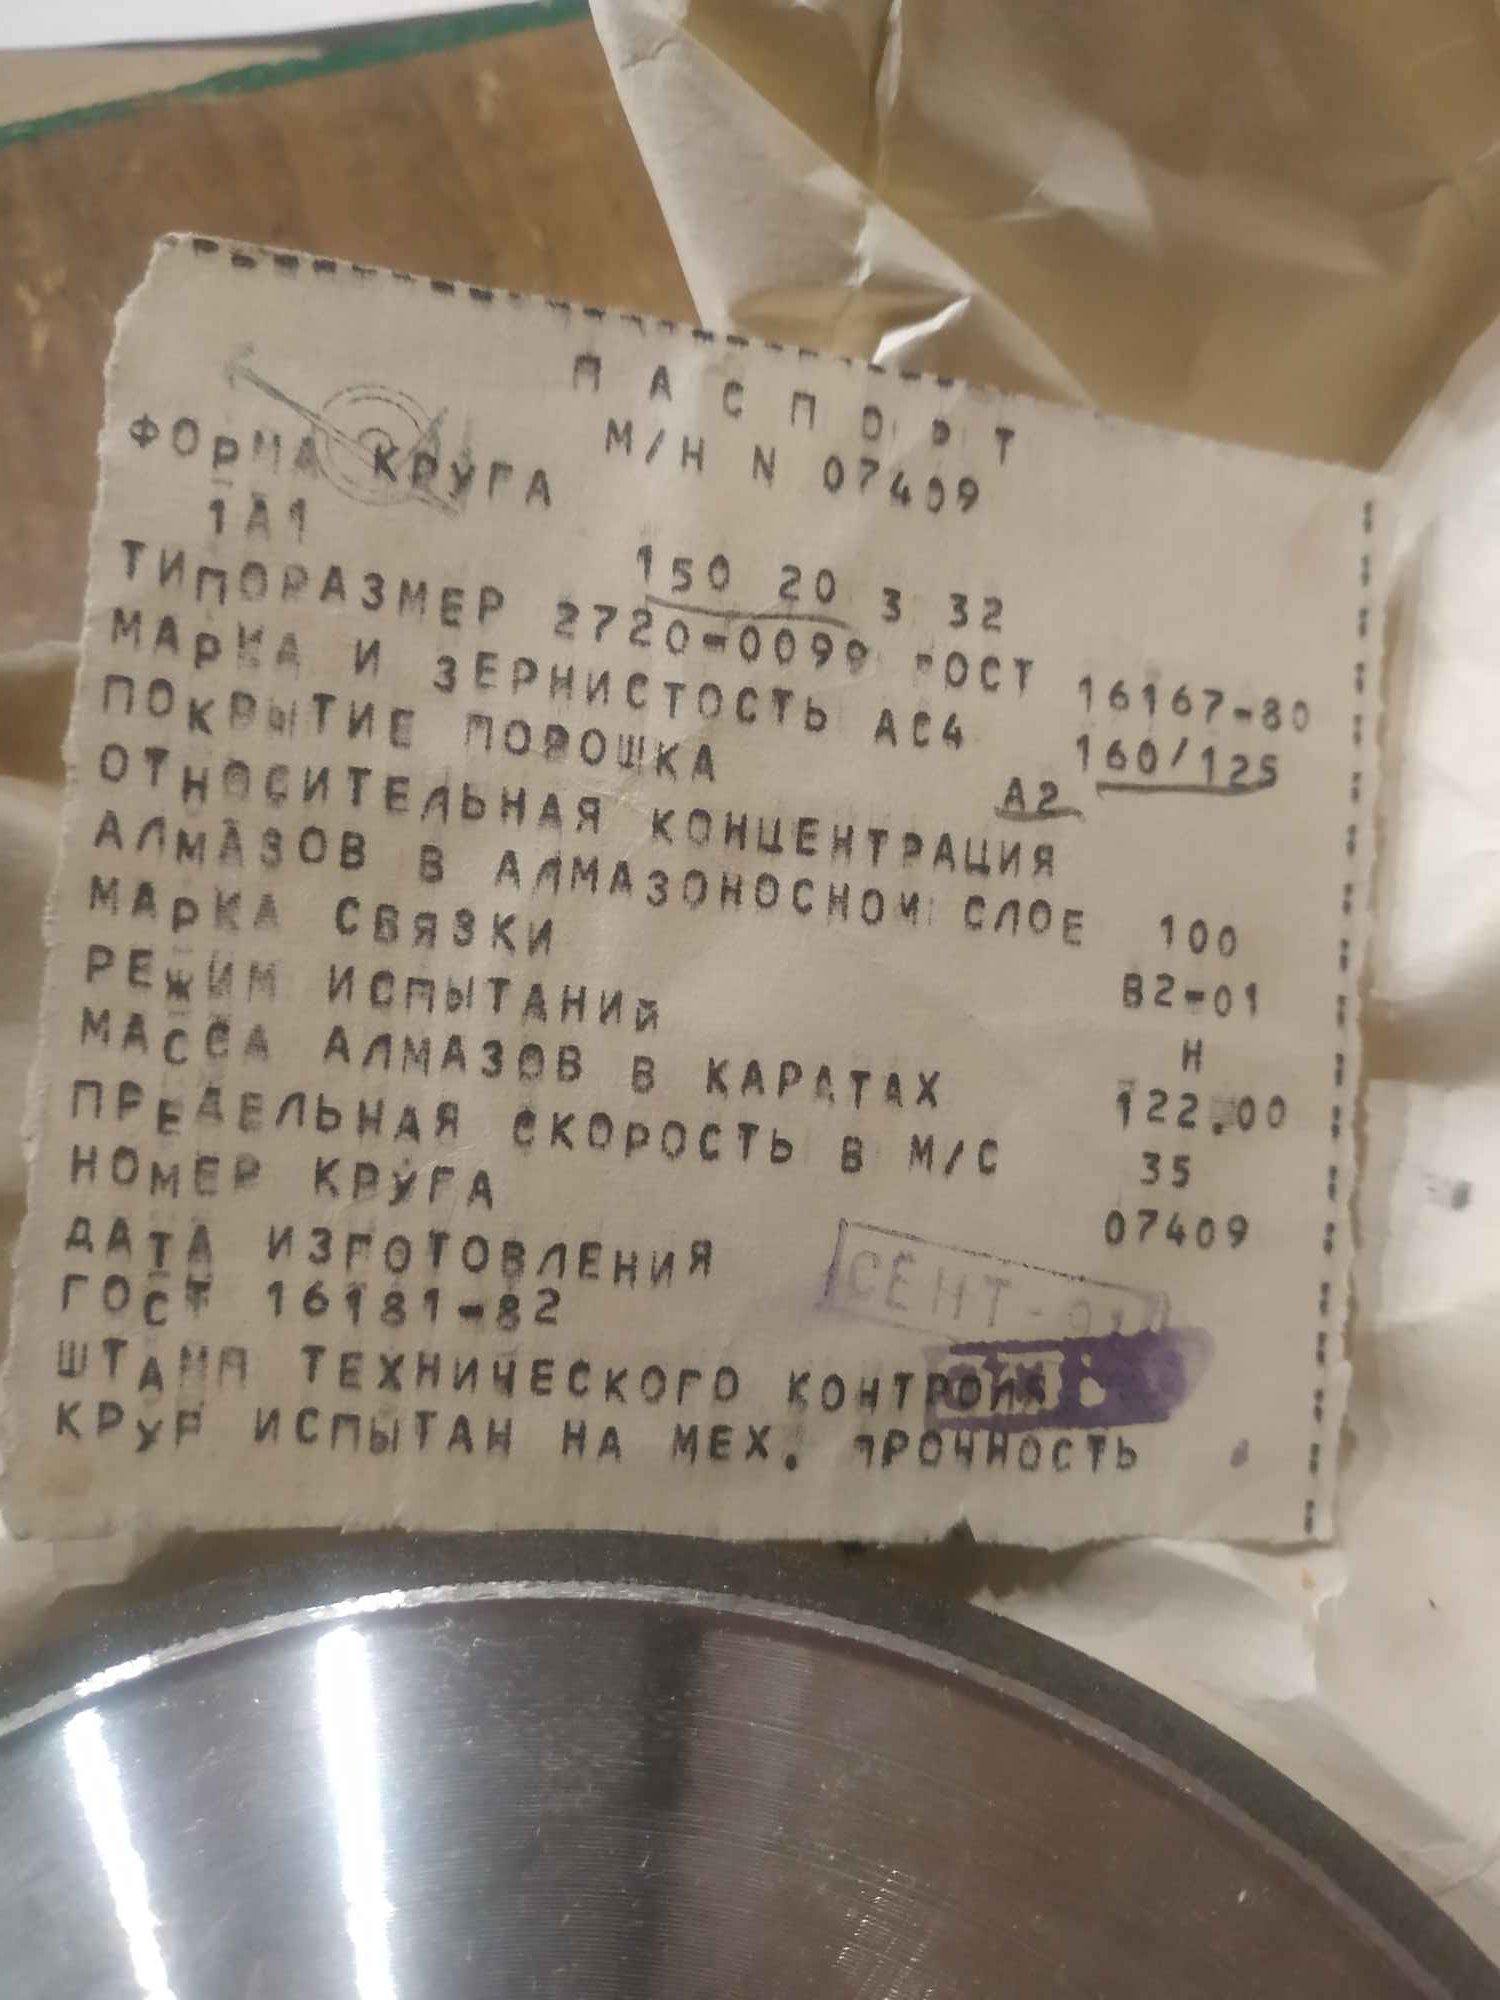 ПАСПОРТ
ФОРМА КРУГА М/Н N 07409
1А1 150 20 3 32
ТИПОРАЗМЕР 2720-0099 ГОСТ 16167-80
МАРКА И ЗЕРНИСТОСТЬ АС4 160/125
ПОКРЫТИЕ ПОРОШКА А2
ОТНОСИТЕЛЬНАЯ КОНЦЕНТРАЦИЯ
АЛМАЗОВ В АЛМАЗОНОСНОМ СЛОЕ 100
МАРКА СВЯЗКИ В2-01
РЕЖИМ ИСПЫТАНИЙ Н
МАССА АЛМАЗОВ В КАРАТАХ 122.00
ПРЕДЕЛЬНАЯ СКОРОСТЬ В М/С 35
НОМЕР КРУГА 07409
ДАТА ИЗГОТОВЛЕНИЯ СЕНТ
ГОСТ 16181-82
ШТАМП ТЕХНИЧЕСКОГО КОНТРОЛЯ
КРУГ ИСПЫТАН НА МЕХ. ПРОЧНОСТЬ